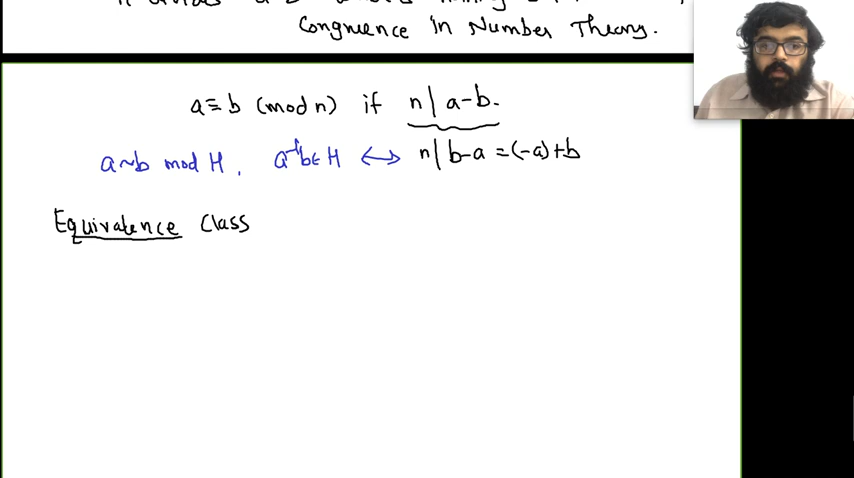 Congruence in Number Theory.
a ≡ b (mod n) if n | a-b.
a ~ b mod H, a⁻¹b ∈ H ⟷ n | b-a = (-a)+b
Equivalence Class